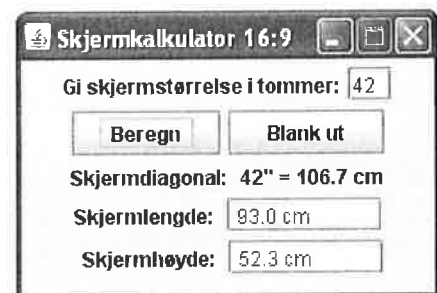 Skjermkalkulator 16:9
Gi skjermstørrelse i tommer: 42
Beregn Blank ut
Skjermdiagonal: 42" = 106.7 cm
Skjermlengde: 93.0 cm
Skjermhøyde: 52.3 cm